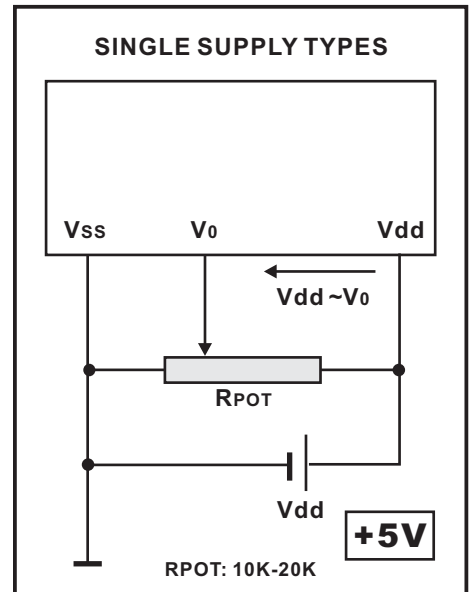 SINGLE SUPPLY TYPES
Vss V0 Vdd
Vdd ~V0
RPOT
Vdd
+5V
RPOT: 10K-20K